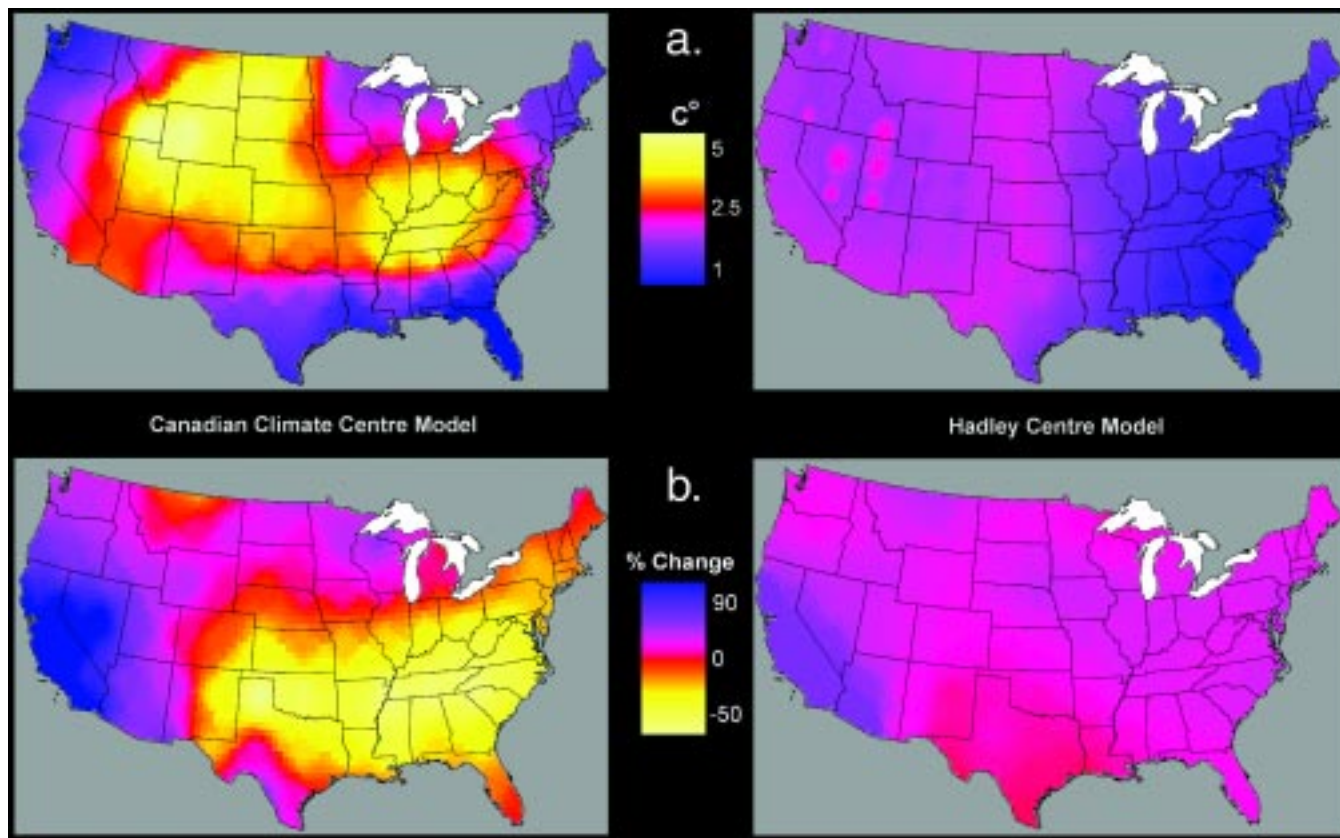 a.
c°
5
2.5
1
Canadian Climate Centre Model
Hadley Centre Model
b.
% Change
90
0
-50